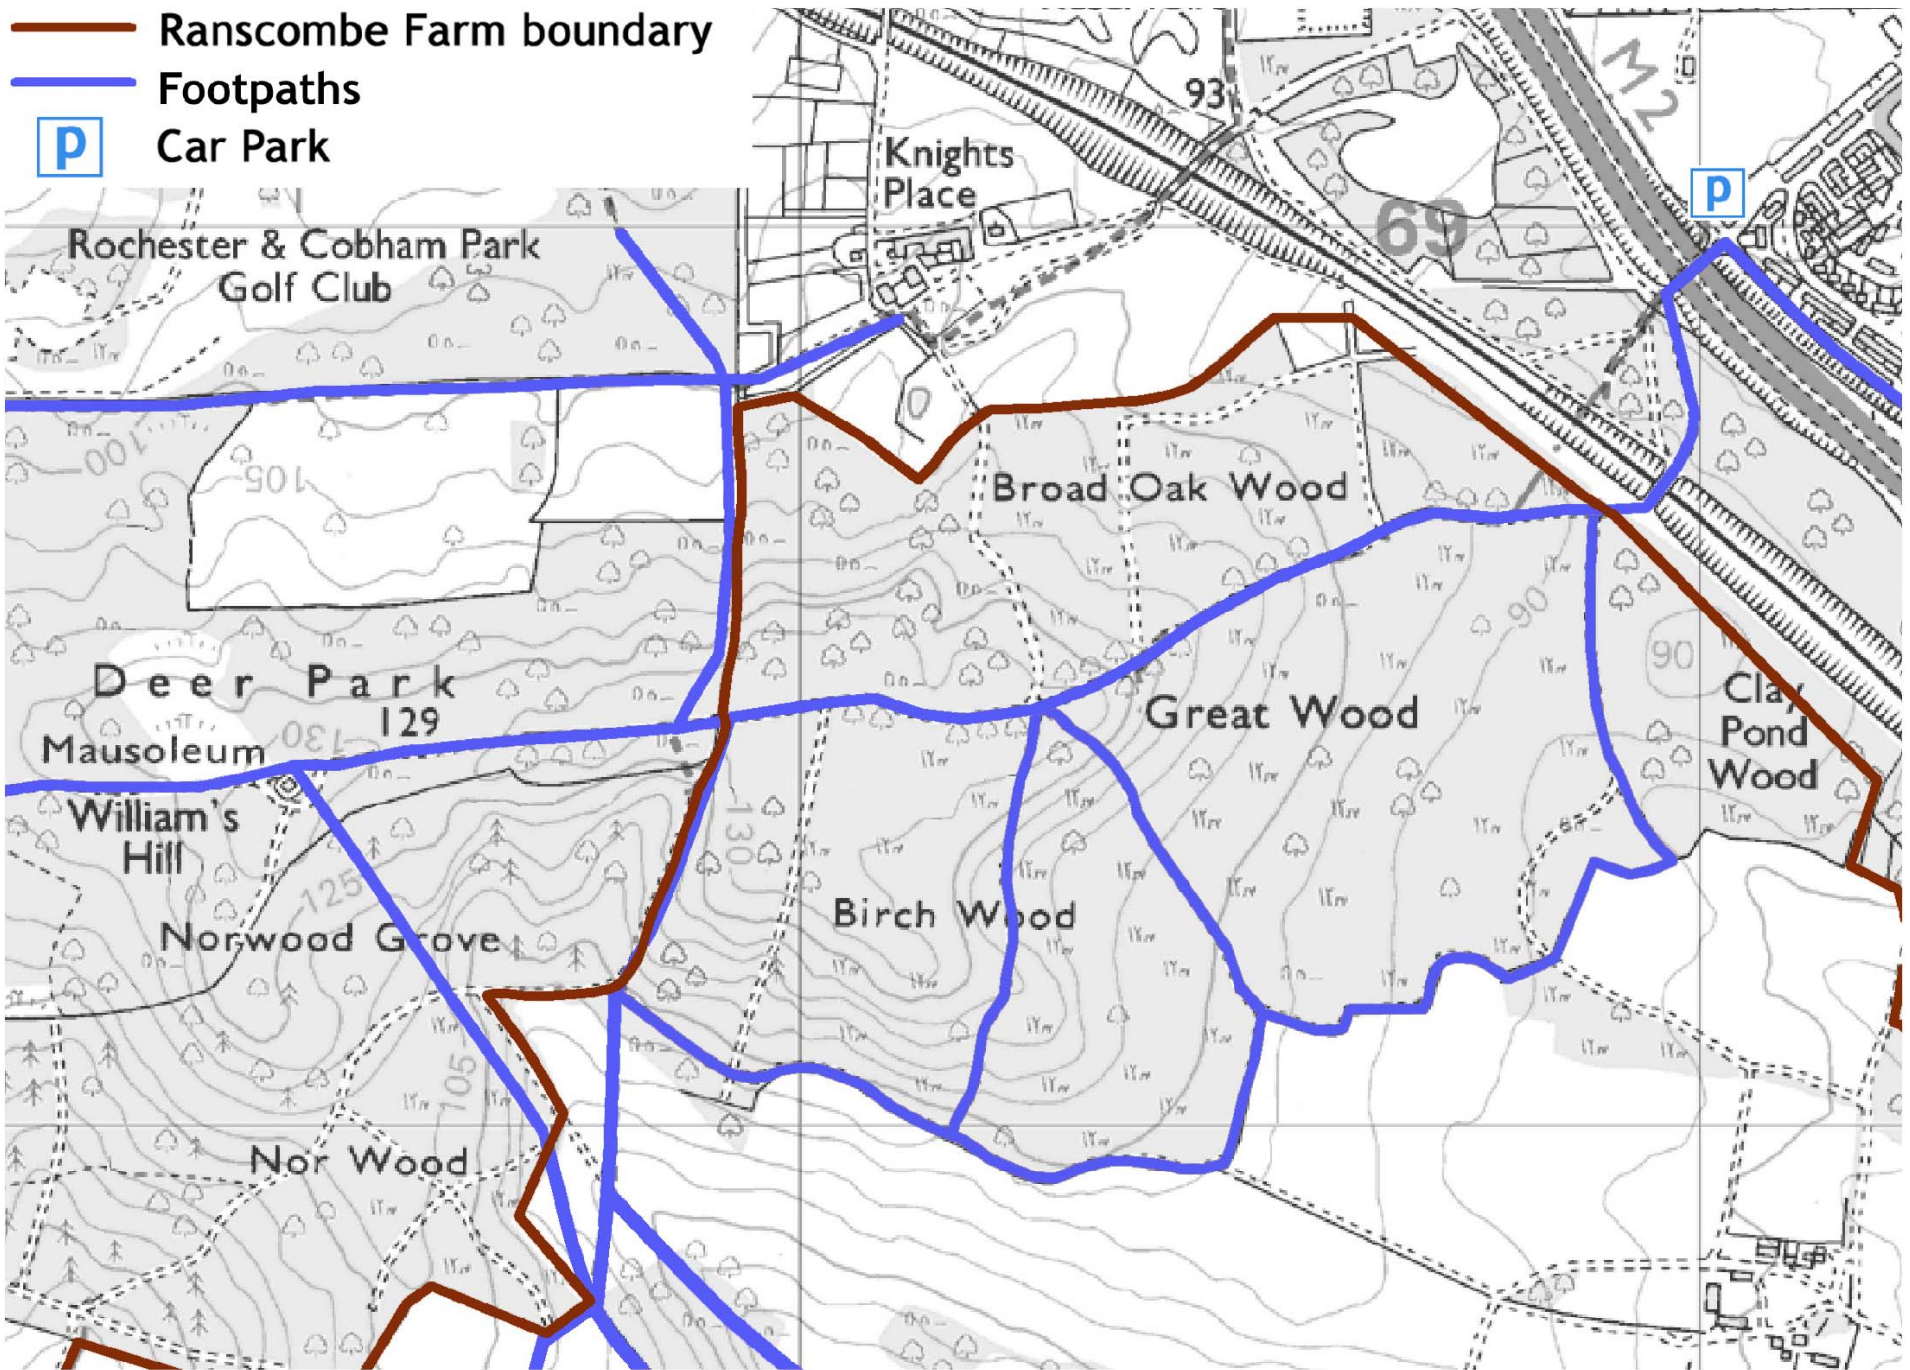 Ranscombe Farm boundary
Footpaths
P
Car Park
M2
93
Knights
Place
69
P
Rochester & Cobham Park
Golf Club
100
105
Broad Oak Wood
90
90
Deer Park
129
130
Great Wood
Clay
Pond
Wood
Mausoleum
William's
Hill
130
125
Birch Wood
Norwood Grove
105
Nor Wood